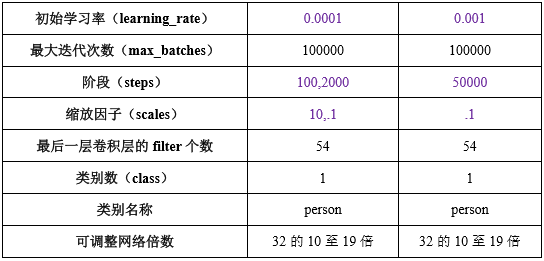 初始学习率（learning_rate） 0.0001 0.001
最大迭代次数（max_batches） 100000 100000
阶段（steps） 100,2000 50000
缩放因子（scales） 10,.1 .1
最后一层卷积层的 filter 个数 54 54
类别数（class） 1 1
类别名称 person person
可调整网络倍数 32 的 10 至 19 倍 32 的 10 至 19 倍